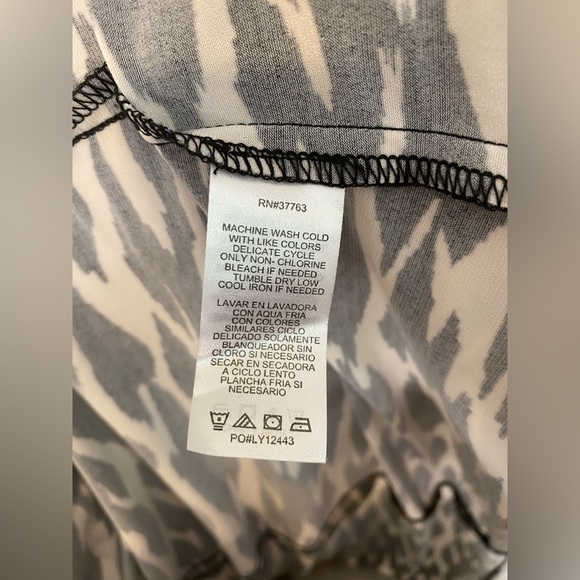 RN#37763
MACHINE WASH COLD
WITH LIKE COLORS
DELICATE CYCLE
ONLY NON- CHLORINE
BLEACH IF NEEDED
TUMBLE DRY LOW
COOL IRON IF NEEDED
LAVAR EN LAVADORA
CON AQUA FRIA
CON COLORES
SIMILARES CICLO
DELICADO SOLAMENTE
BLANQUEADOR SIN
CLORO SI NECESARIO
SECAR EN SECADORA
A CICLO LENTO
PLANCHA FRIA SI
NECESARIO
PO#LY12443